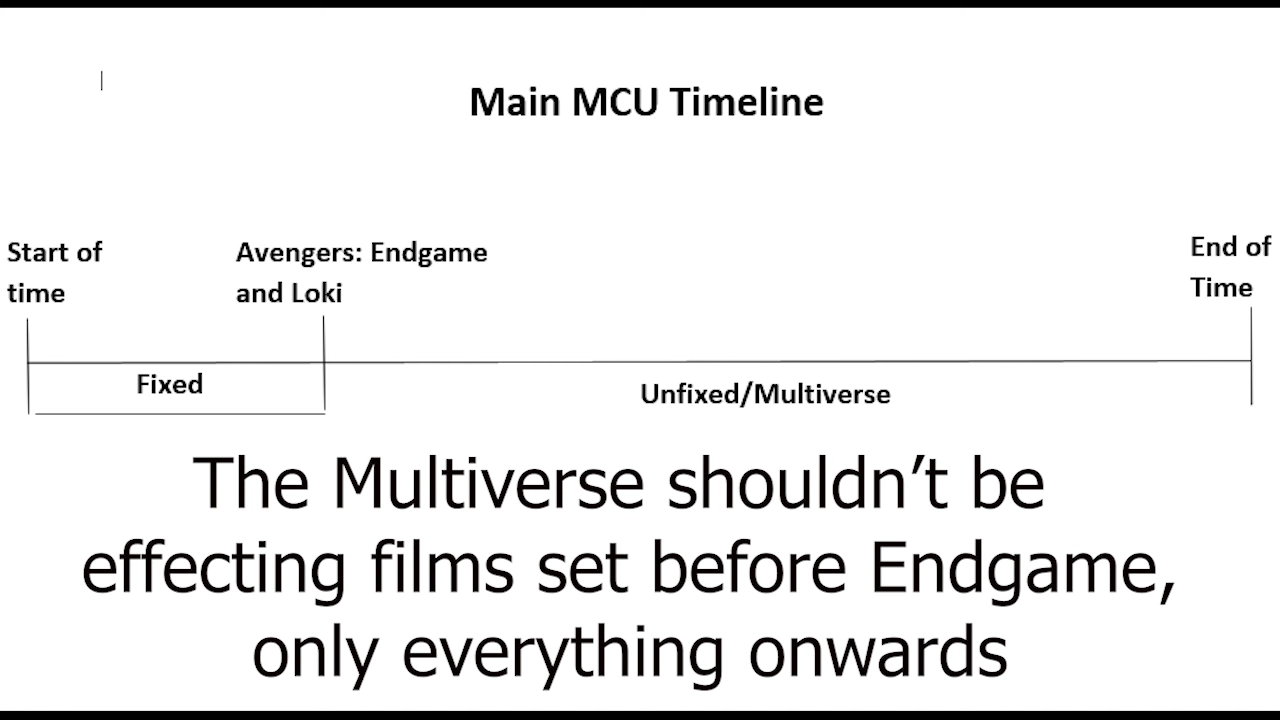 Main MCU Timeline
Start of
time
Avengers: Endgame
and Loki
End of
Time
Fixed
Unfixed/Multiverse
The Multiverse shouldn’t be
effecting films set before Endgame,
only everything onwards